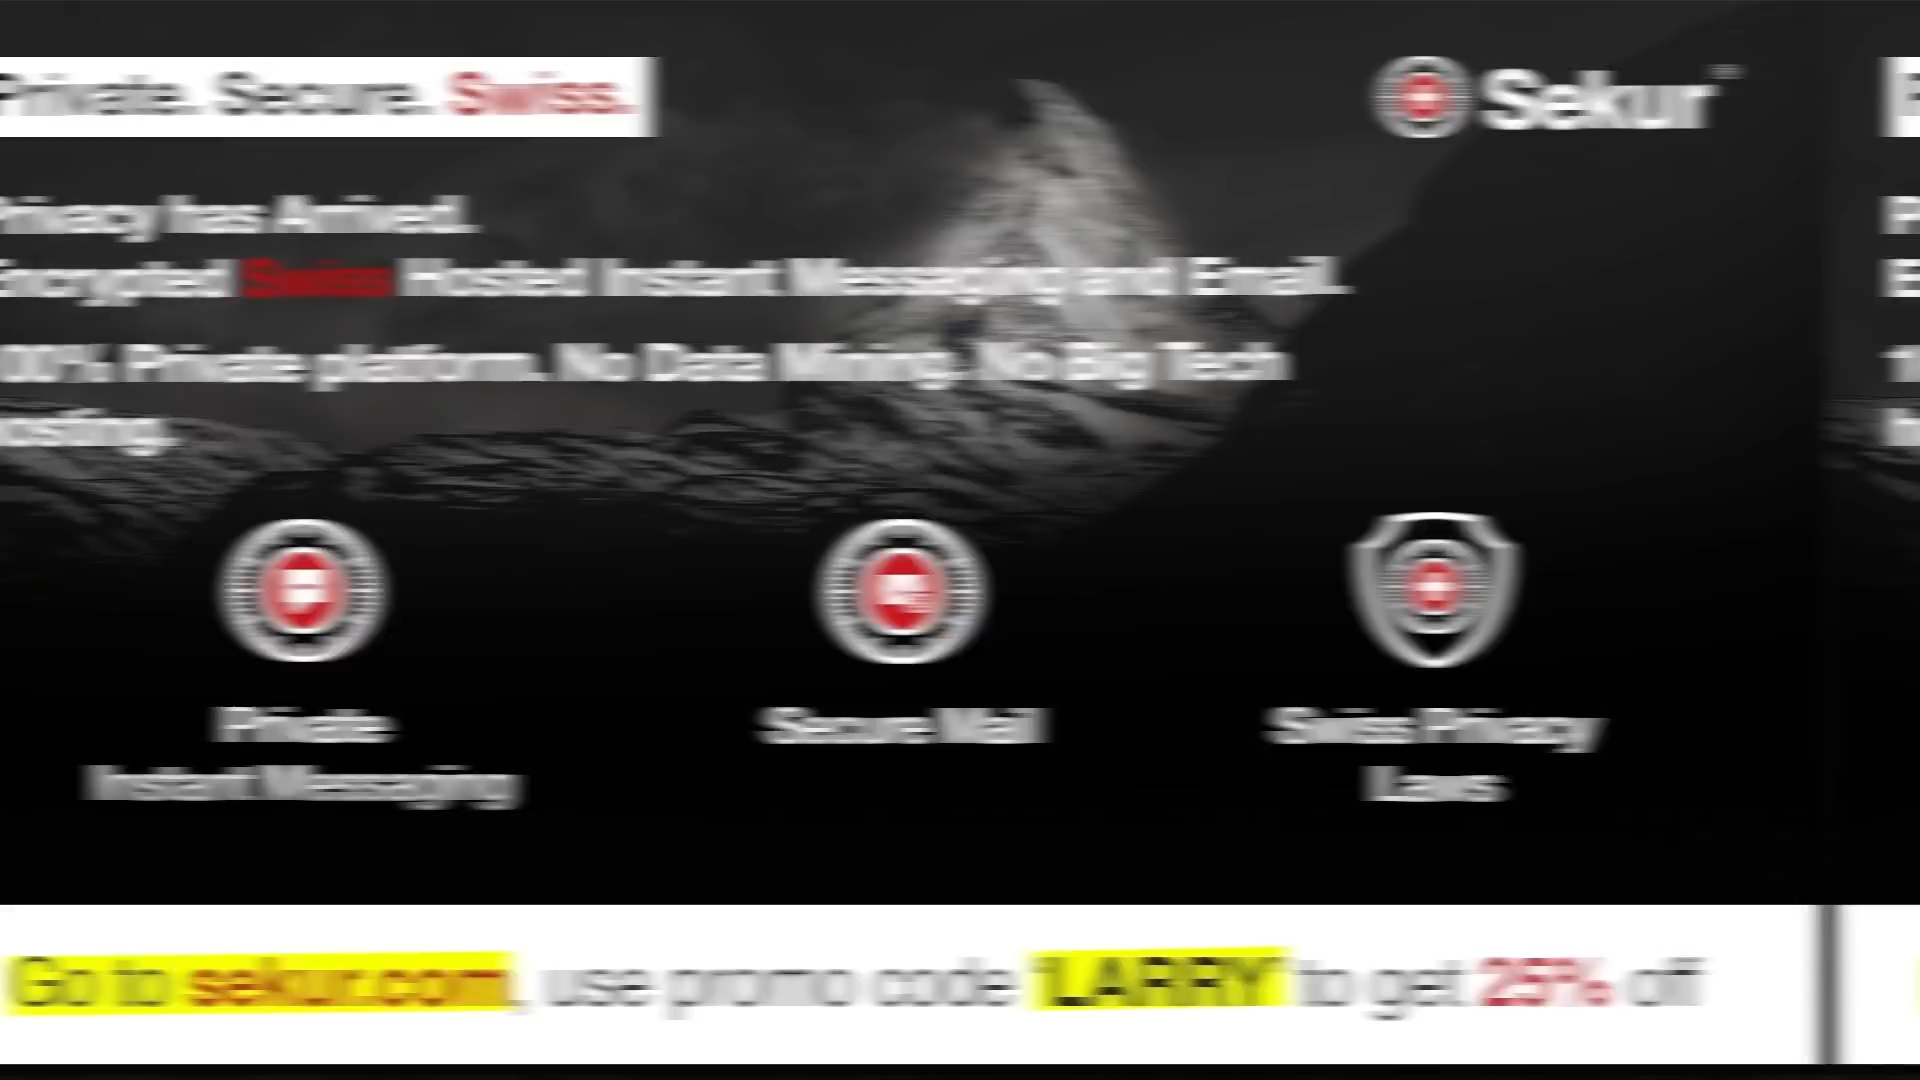 Private. Secure. Swiss.
Sekur
Privacy has Arrived.
Encrypted Swiss Hosted Instant Messaging and Email.
100% Private platform. No Data Mining. No Big Tech
hosting.
Private
Instant Messaging
Secure Mail
Swiss Privacy
Laws
Go to sekur.com, use promo code "LARRY" to get 25% off